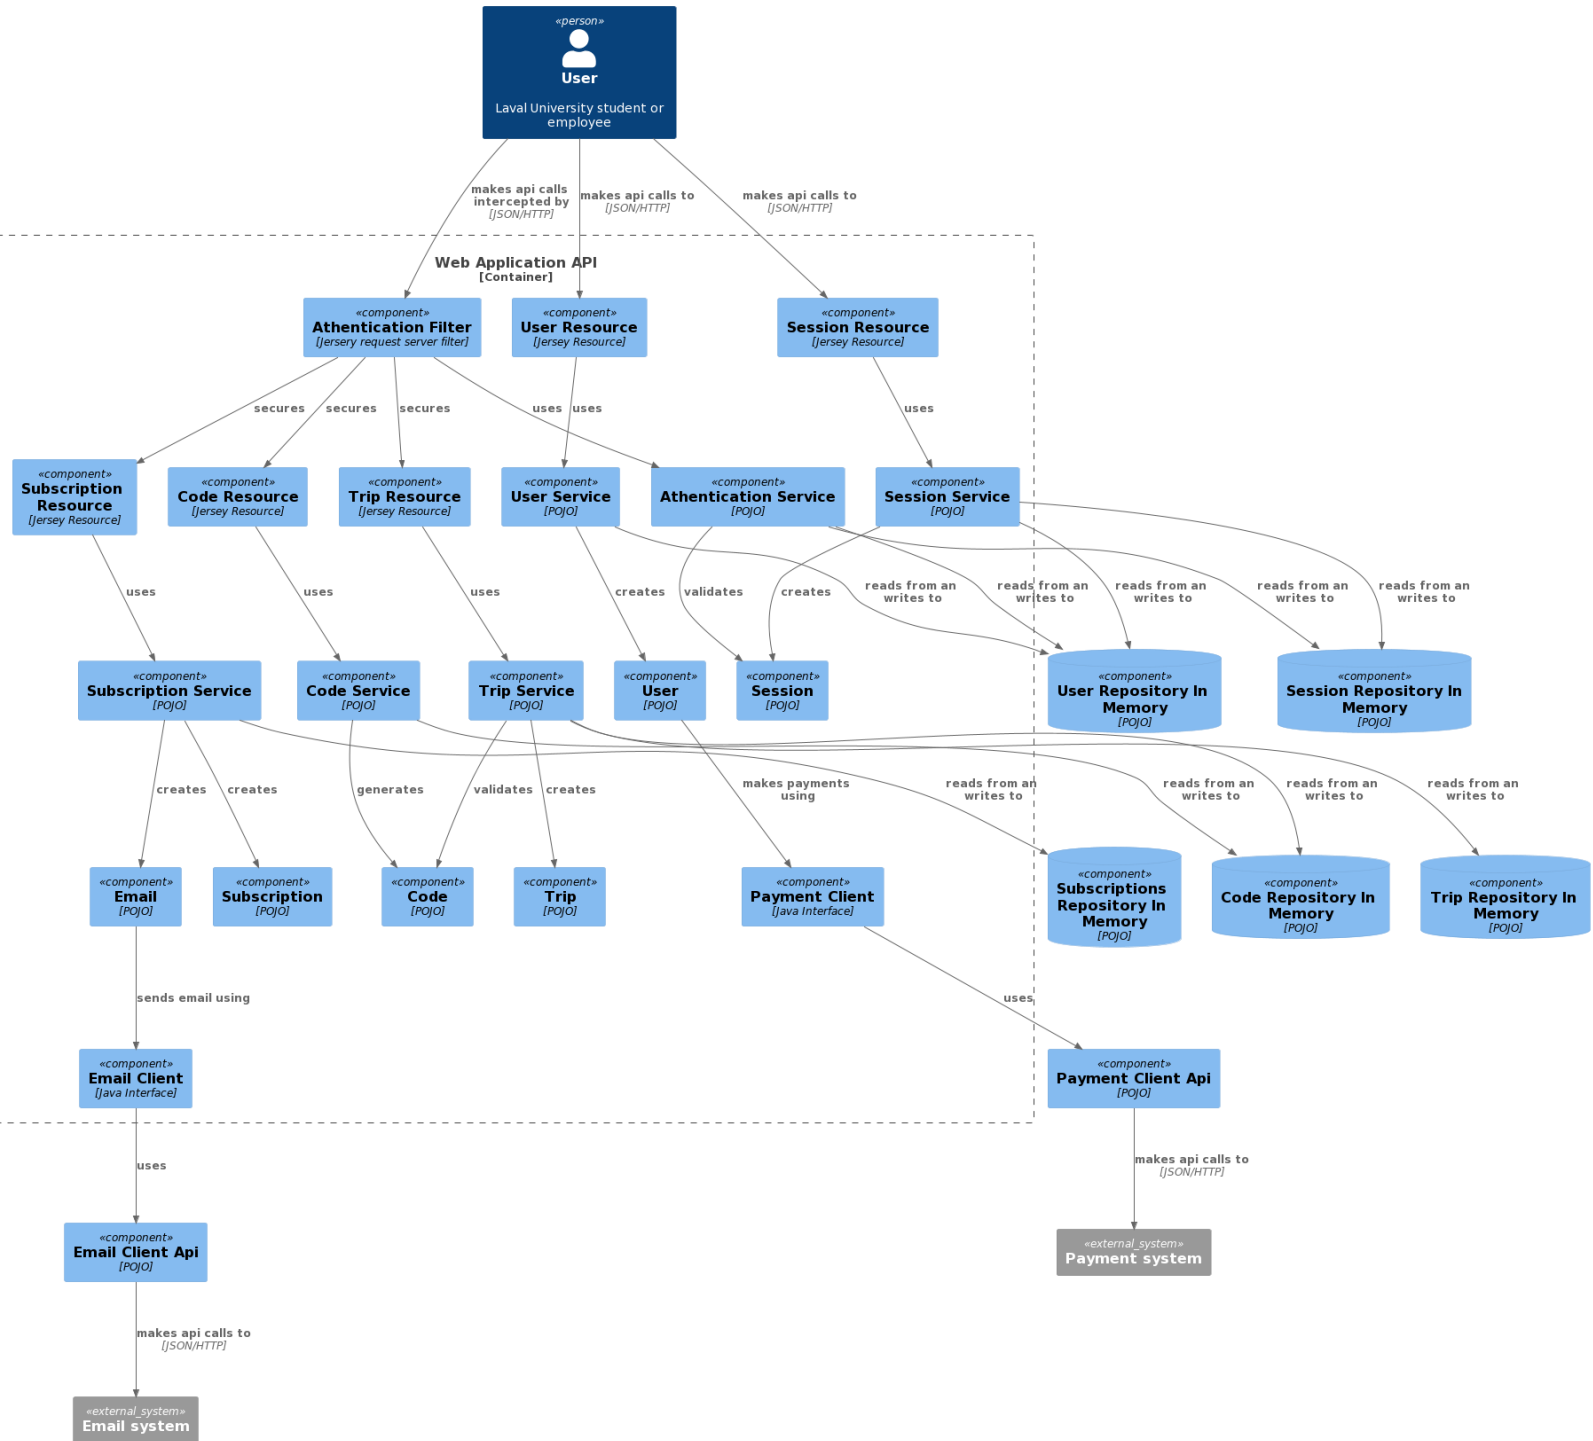 «person»
User
Laval University student or
employee
makes api calls
intercepted by
[JSON/HTTP]
makes api calls to
[JSON/HTTP]
makes api calls to
[JSON/HTTP]
Web Application API
[Container]
«component»
Athentication Filter
[Jersery request server filter]
«component»
User Resource
[Jersey Resource]
«component»
Session Resource
[Jersey Resource]
secures
secures
secures
uses
uses
uses
«component»
Subscription
Resource
[Jersey Resource]
«component»
Code Resource
[Jersey Resource]
«component»
Trip Resource
[Jersey Resource]
«component»
User Service
[POJO]
«component»
Athentication Service
[POJO]
«component»
Session Service
[POJO]
uses
uses
uses
creates
validates
creates
reads from an
writes to
reads from an
writes to
reads from an
writes to
reads from an
writes to
reads from an
writes to
«component»
Subscription Service
[POJO]
«component»
Code Service
[POJO]
«component»
Trip Service
[POJO]
«component»
User
[POJO]
«component»
Session
[POJO]
«component»
User Repository In
Memory
[POJO]
«component»
Session Repository In
Memory
[POJO]
creates
creates
generates
validates
creates
makes payments
using
reads from an
writes to
reads from an
writes to
reads from an
writes to
reads from an
writes to
«component»
Email
[POJO]
«component»
Subscription
[POJO]
«component»
Code
[POJO]
«component»
Trip
[POJO]
«component»
Payment Client
[Java Interface]
«component»
Subscriptions
Repository In
Memory
[POJO]
«component»
Code Repository In
Memory
[POJO]
«component»
Trip Repository In
Memory
[POJO]
sends email using
uses
«component»
Email Client
[Java Interface]
«component»
Payment Client Api
[POJO]
uses
makes api calls to
[JSON/HTTP]
«component»
Email Client Api
[POJO]
«external_system»
Payment system
makes api calls to
[JSON/HTTP]
«external_system»
Email system